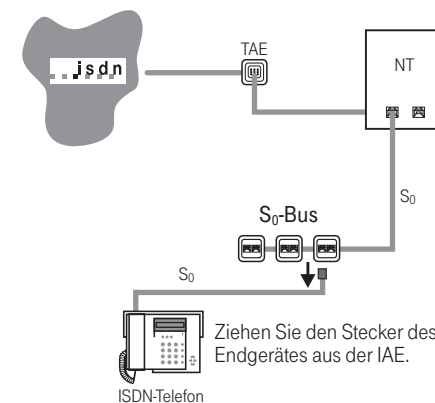 isdn
TAE
NT
S₀
S₀-Bus
S₀
Ziehen Sie den Stecker des
Endgerätes aus der IAE.
ISDN-Telefon